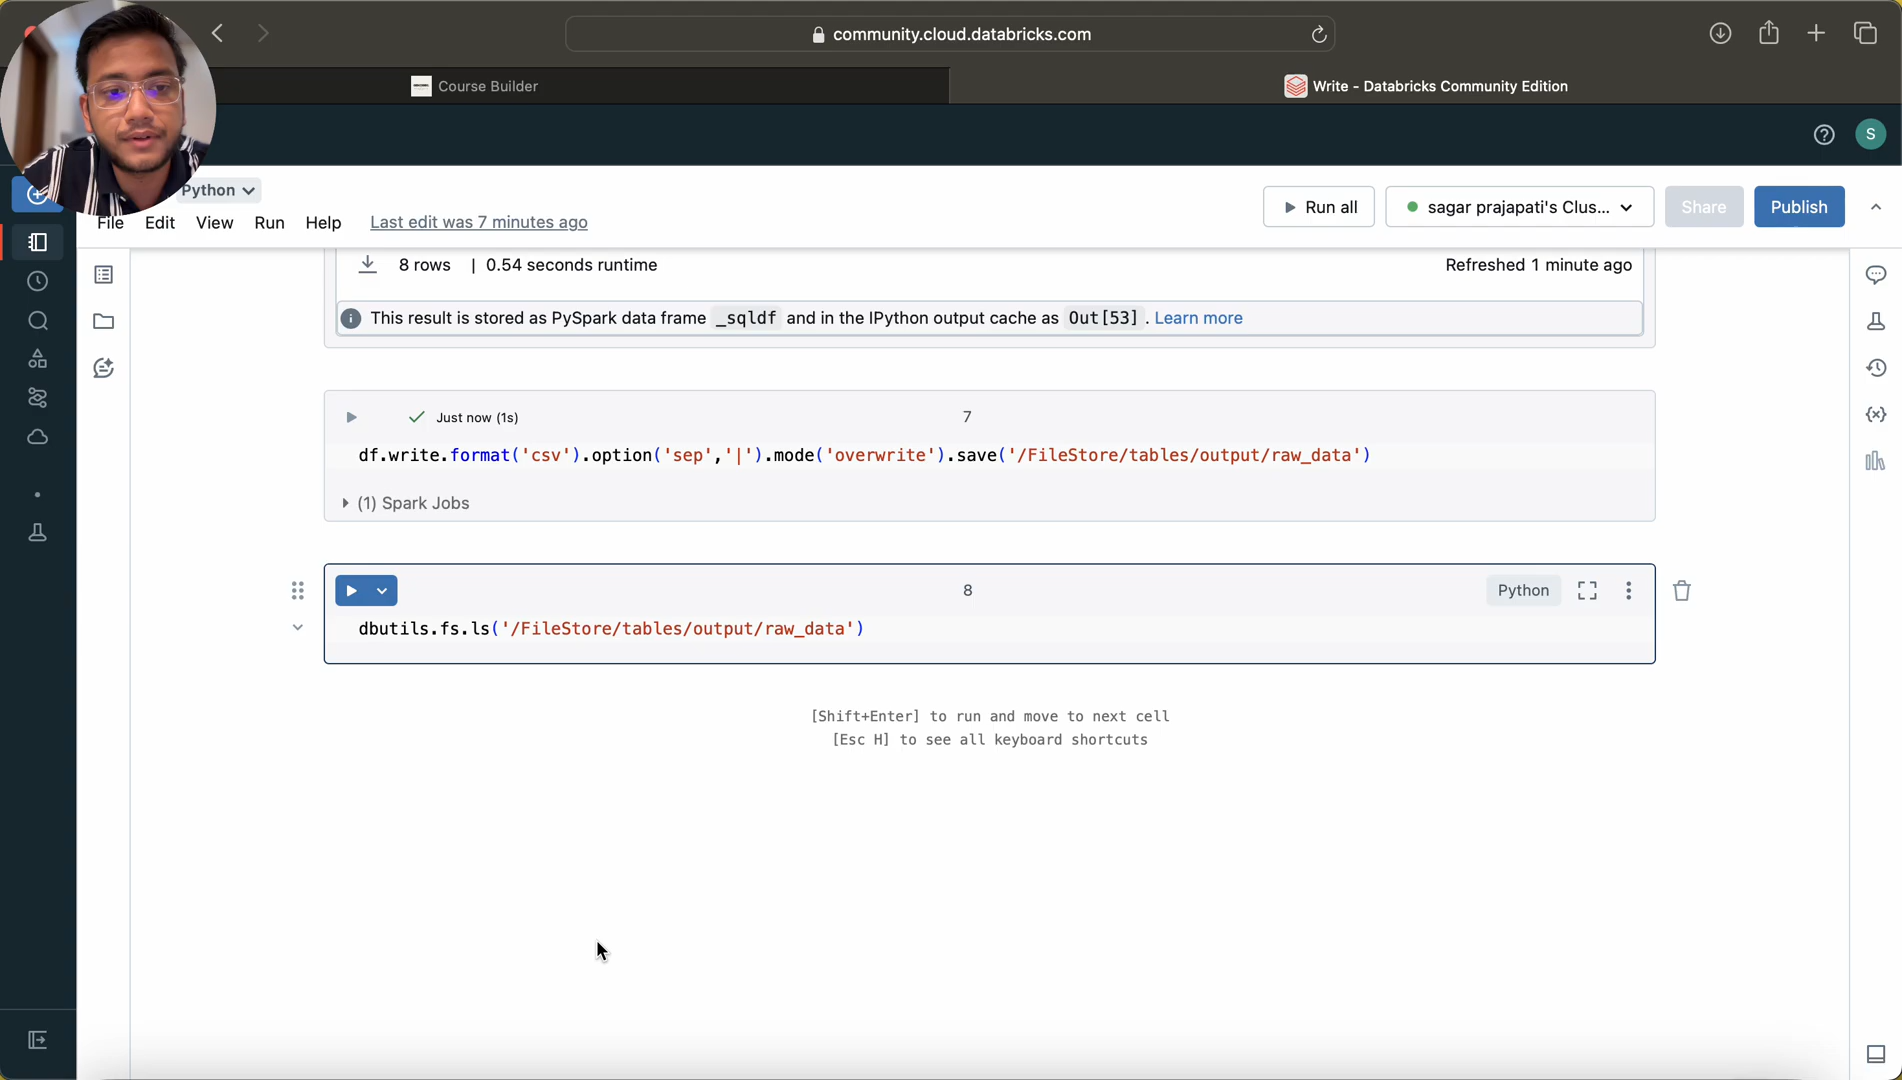 community.cloud.databricks.com
Course Builder
Write - Databricks Community Edition
S
Python
File Edit View Run Help Last edit was 7 minutes ago
Run all
sagar prajapati's Clus...
Share
Publish
8 rows | 0.54 seconds runtime
Refreshed 1 minute ago
This result is stored as PySpark data frame _sqldf and in the IPython output cache as Out[53] . Learn more
Just now (1s)
7
df.write.format('csv').option('sep','|').mode('overwrite').save('/FileStore/tables/output/raw_data')
(1) Spark Jobs
8
Python
dbutils.fs.ls('/FileStore/tables/output/raw_data')
[Shift+Enter] to run and move to next cell
[Esc H] to see all keyboard shortcuts